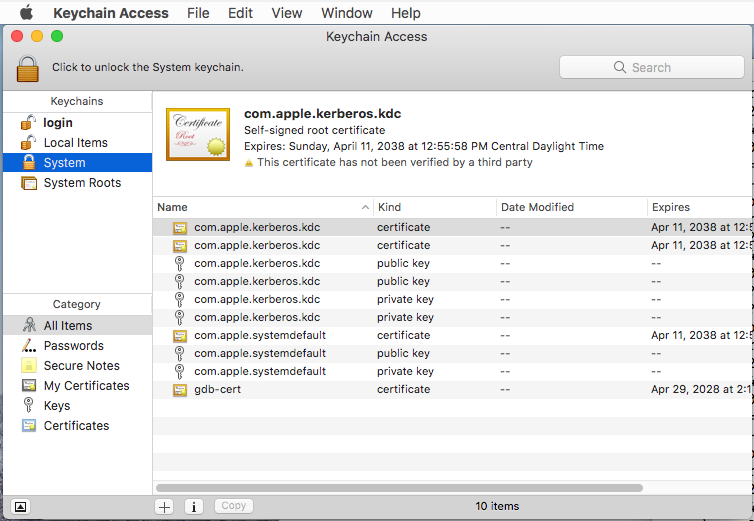 Keychain Access File Edit View Window Help
Keychain Access
Click to unlock the System keychain.
Search
Keychains
login
Local Items
System
System Roots
Certificate
Root
com.apple.kerberos.kdc
Self-signed root certificate
Expires: Sunday, April 11, 2038 at 12:55:58 PM Central Daylight Time
This certificate has not been verified by a third party
Name Kind Date Modified Expires
com.apple.kerberos.kdc certificate -- Apr 11, 2038 at 12:5
com.apple.kerberos.kdc certificate -- Apr 11, 2038 at 12:5
com.apple.kerberos.kdc public key -- --
com.apple.kerberos.kdc public key -- --
com.apple.kerberos.kdc private key -- --
com.apple.kerberos.kdc private key -- --
com.apple.systemdefault certificate -- Apr 11, 2038 at 12:5
com.apple.systemdefault public key -- --
com.apple.systemdefault private key -- --
gdb-cert certificate -- Apr 29, 2028 at 2:1
Category
All Items
Passwords
Secure Notes
My Certificates
Keys
Certificates
Copy
10 items